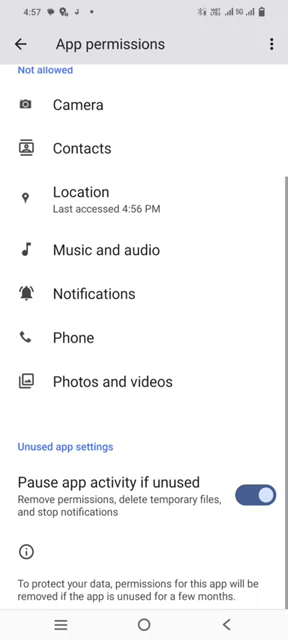 4:57
5G
App permissions
Not allowed
Camera
Contacts
Location
Last accessed 4:56 PM
Music and audio
Notifications
Phone
Photos and videos
Unused app settings
Pause app activity if unused
Remove permissions, delete temporary files,
and stop notifications
To protect your data, permissions for this app will be
removed if the app is unused for a few months.